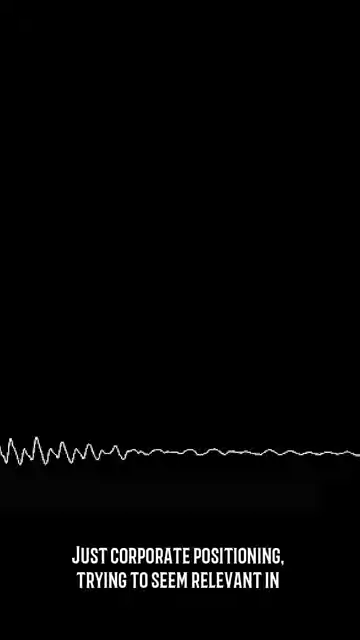 Just corporate positioning,
trying to seem relevant in